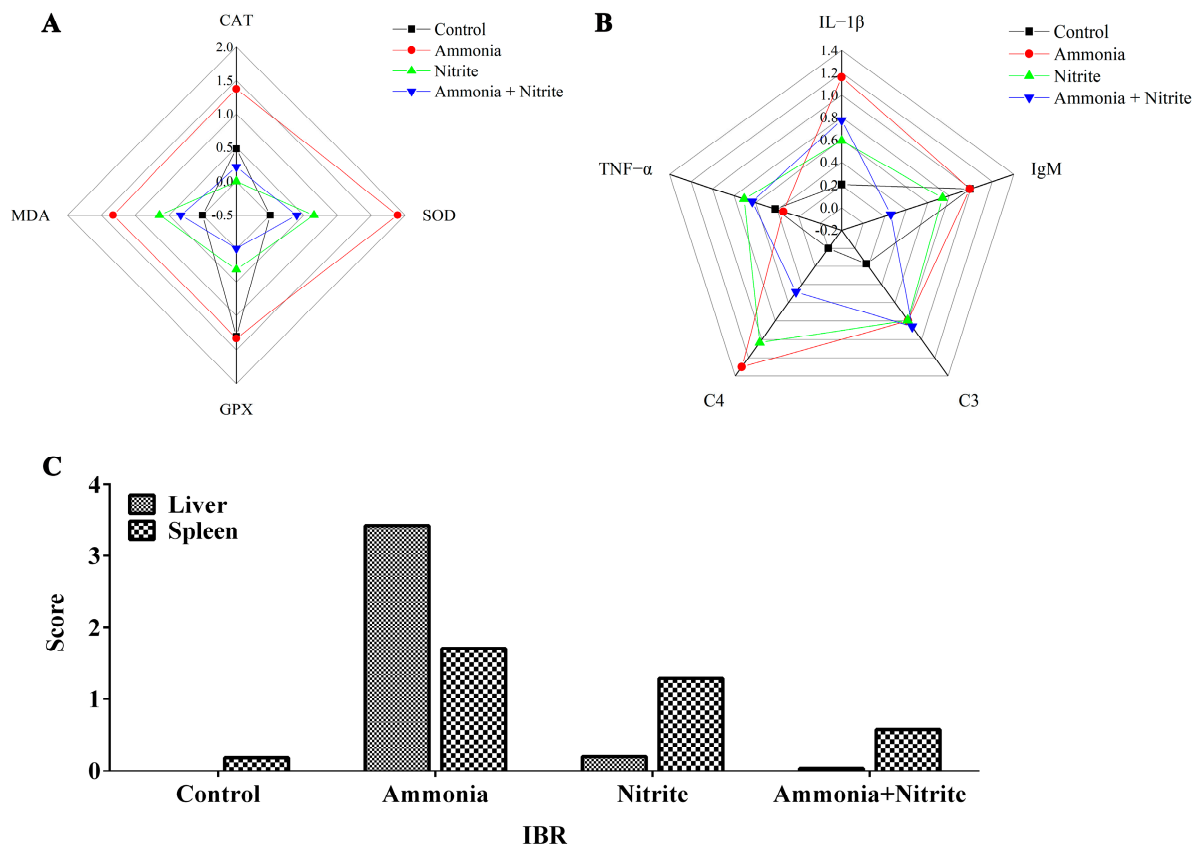 A
CAT
2.0
1.0
0.5
0.0
-0.5
MDA
SOD
GPX
Control
Ammonia
Nitrite
Ammonia + Nitrite
B
IL−1β
1.4
1.2
1.0
0.8
0.6
0.4
0.2
0.0
-0.2
TNF−α
IgM
C4
C3
Control
Ammonia
Nitrite
Ammonia + Nitrite
C
Liver
Spleen
Score
4
3
2
1
0
Control
Ammonia
Nitrite
Ammonia+Nitrite
IBR